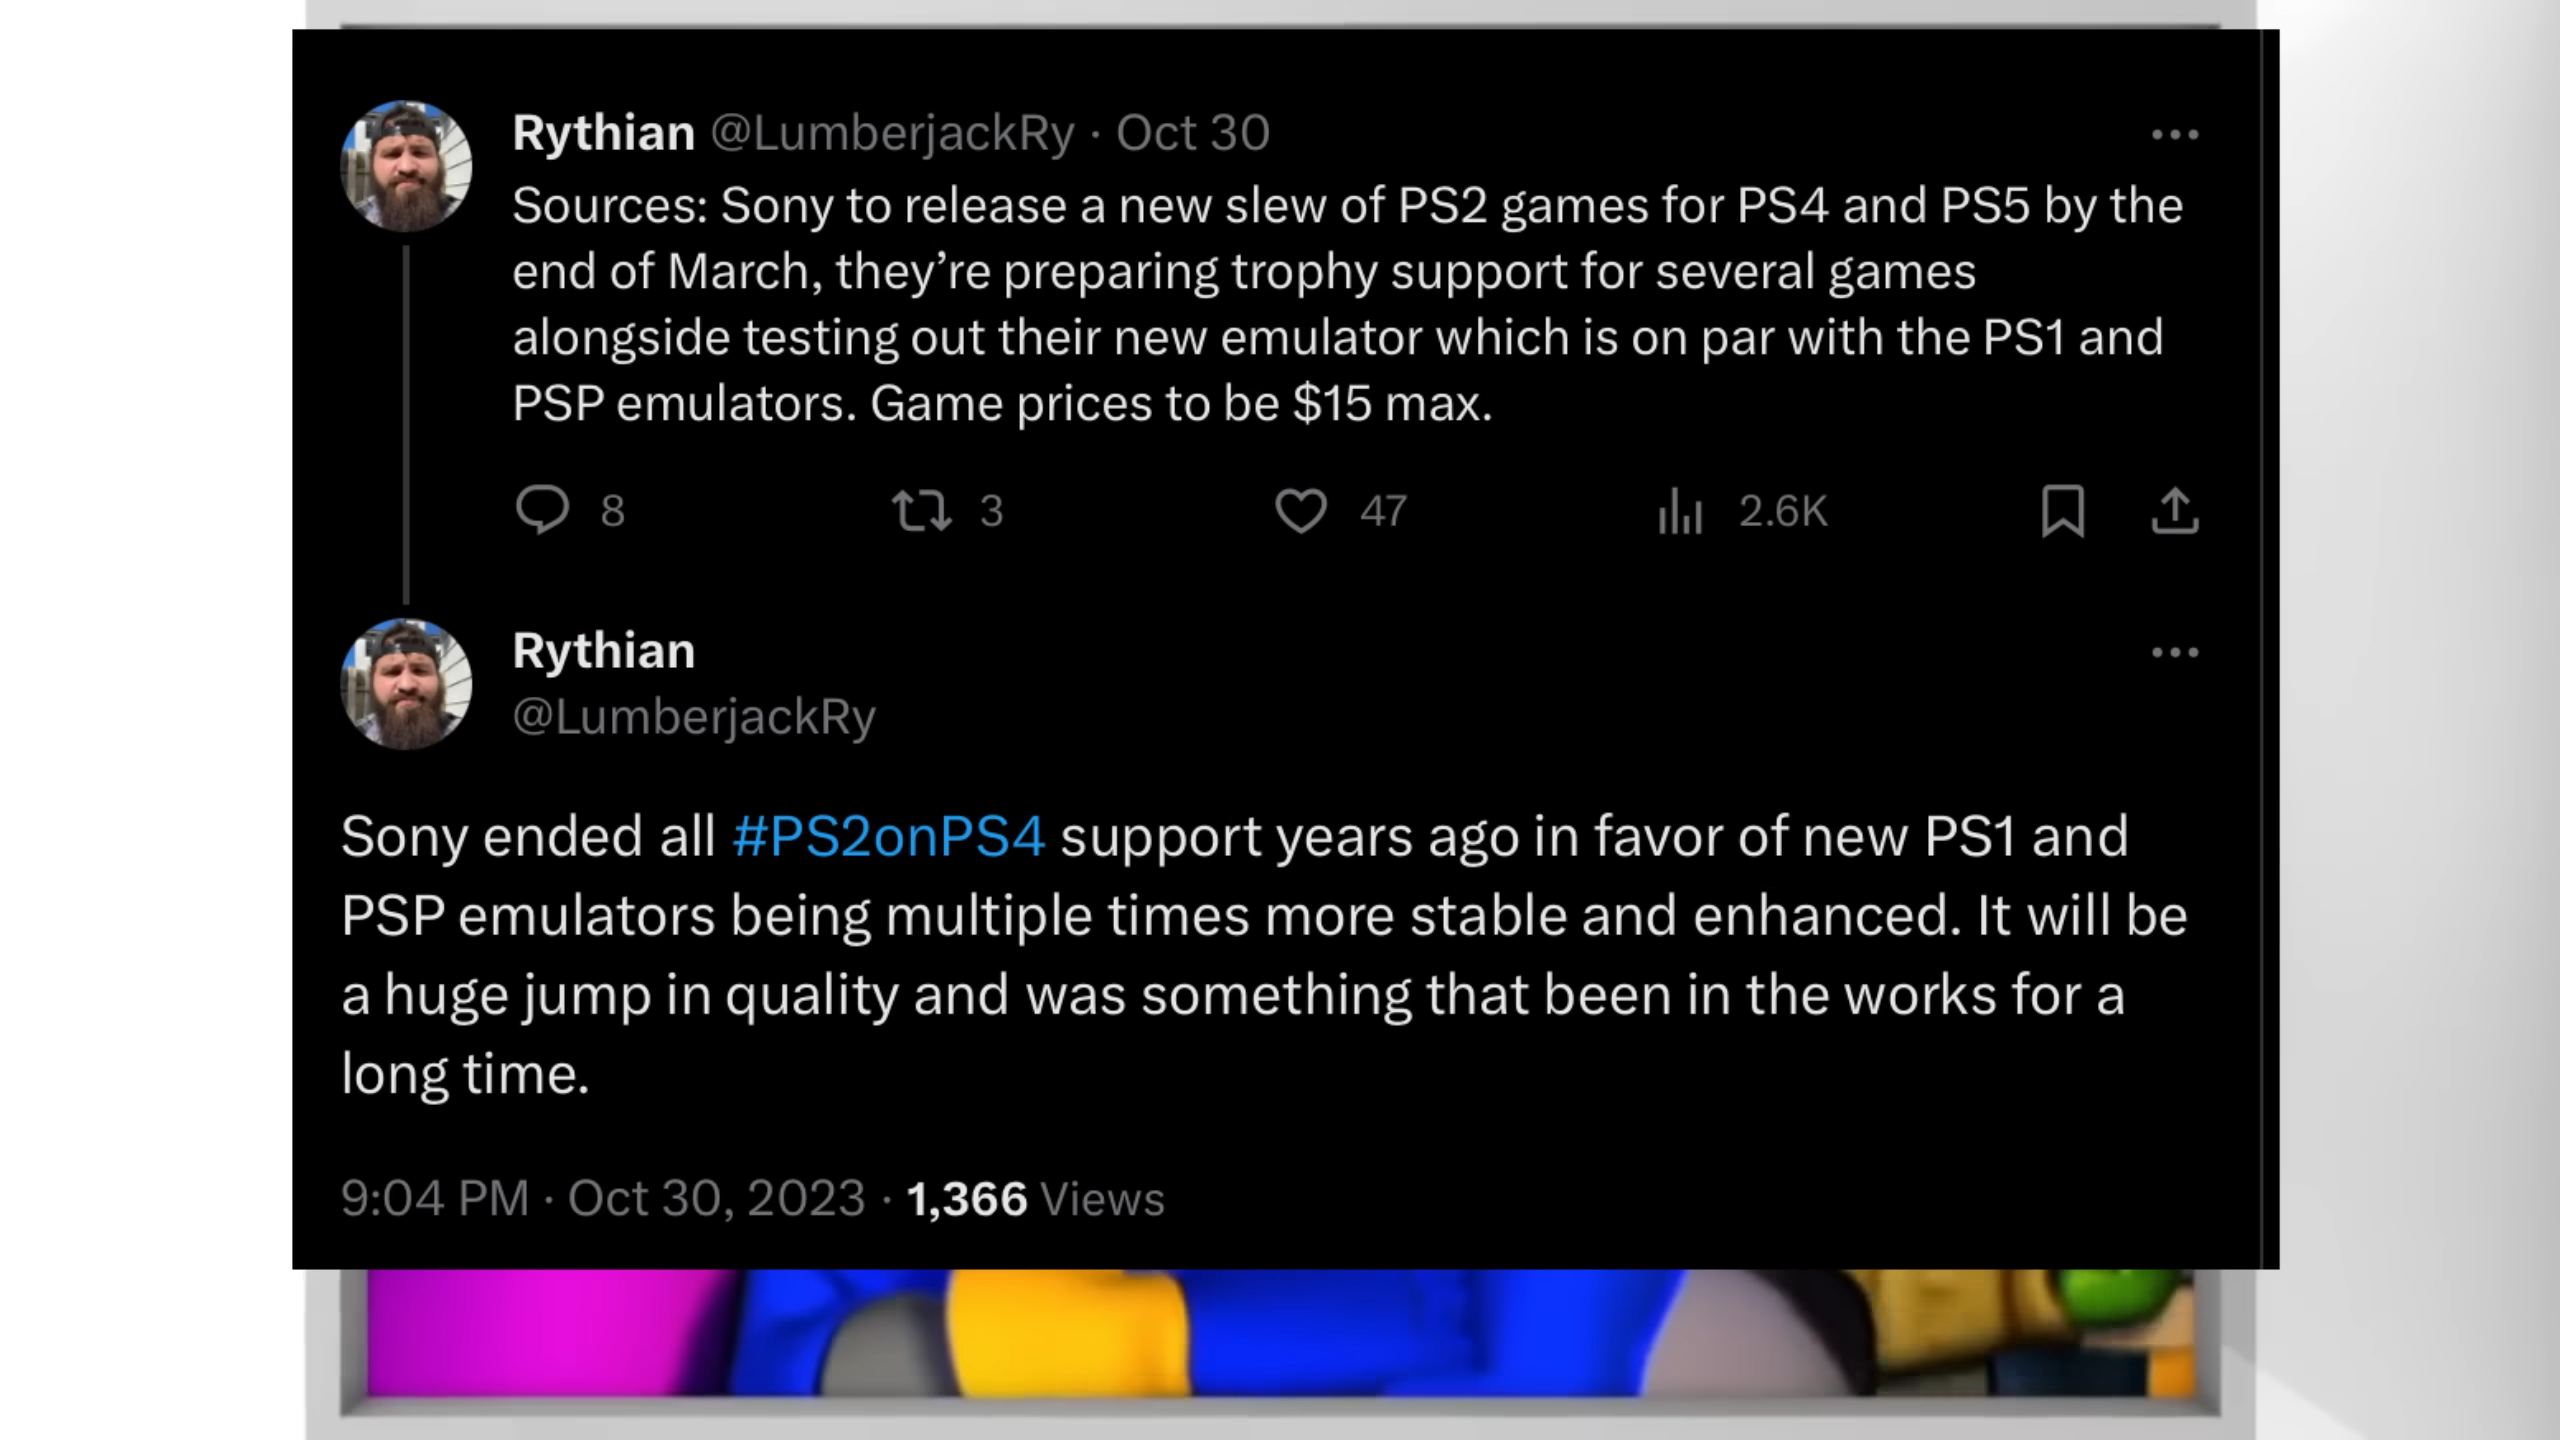 Rythian @LumberjackRy · Oct 30
Sources: Sony to release a new slew of PS2 games for PS4 and PS5 by the
end of March, they’re preparing trophy support for several games
alongside testing out their new emulator which is on par with the PS1 and
PSP emulators. Game prices to be $15 max.
8 3 47 2.6K
Rythian
@LumberjackRy
Sony ended all #PS2onPS4 support years ago in favor of new PS1 and
PSP emulators being multiple times more stable and enhanced. It will be
a huge jump in quality and was something that been in the works for a
long time.
9:04 PM · Oct 30, 2023 · 1,366 Views